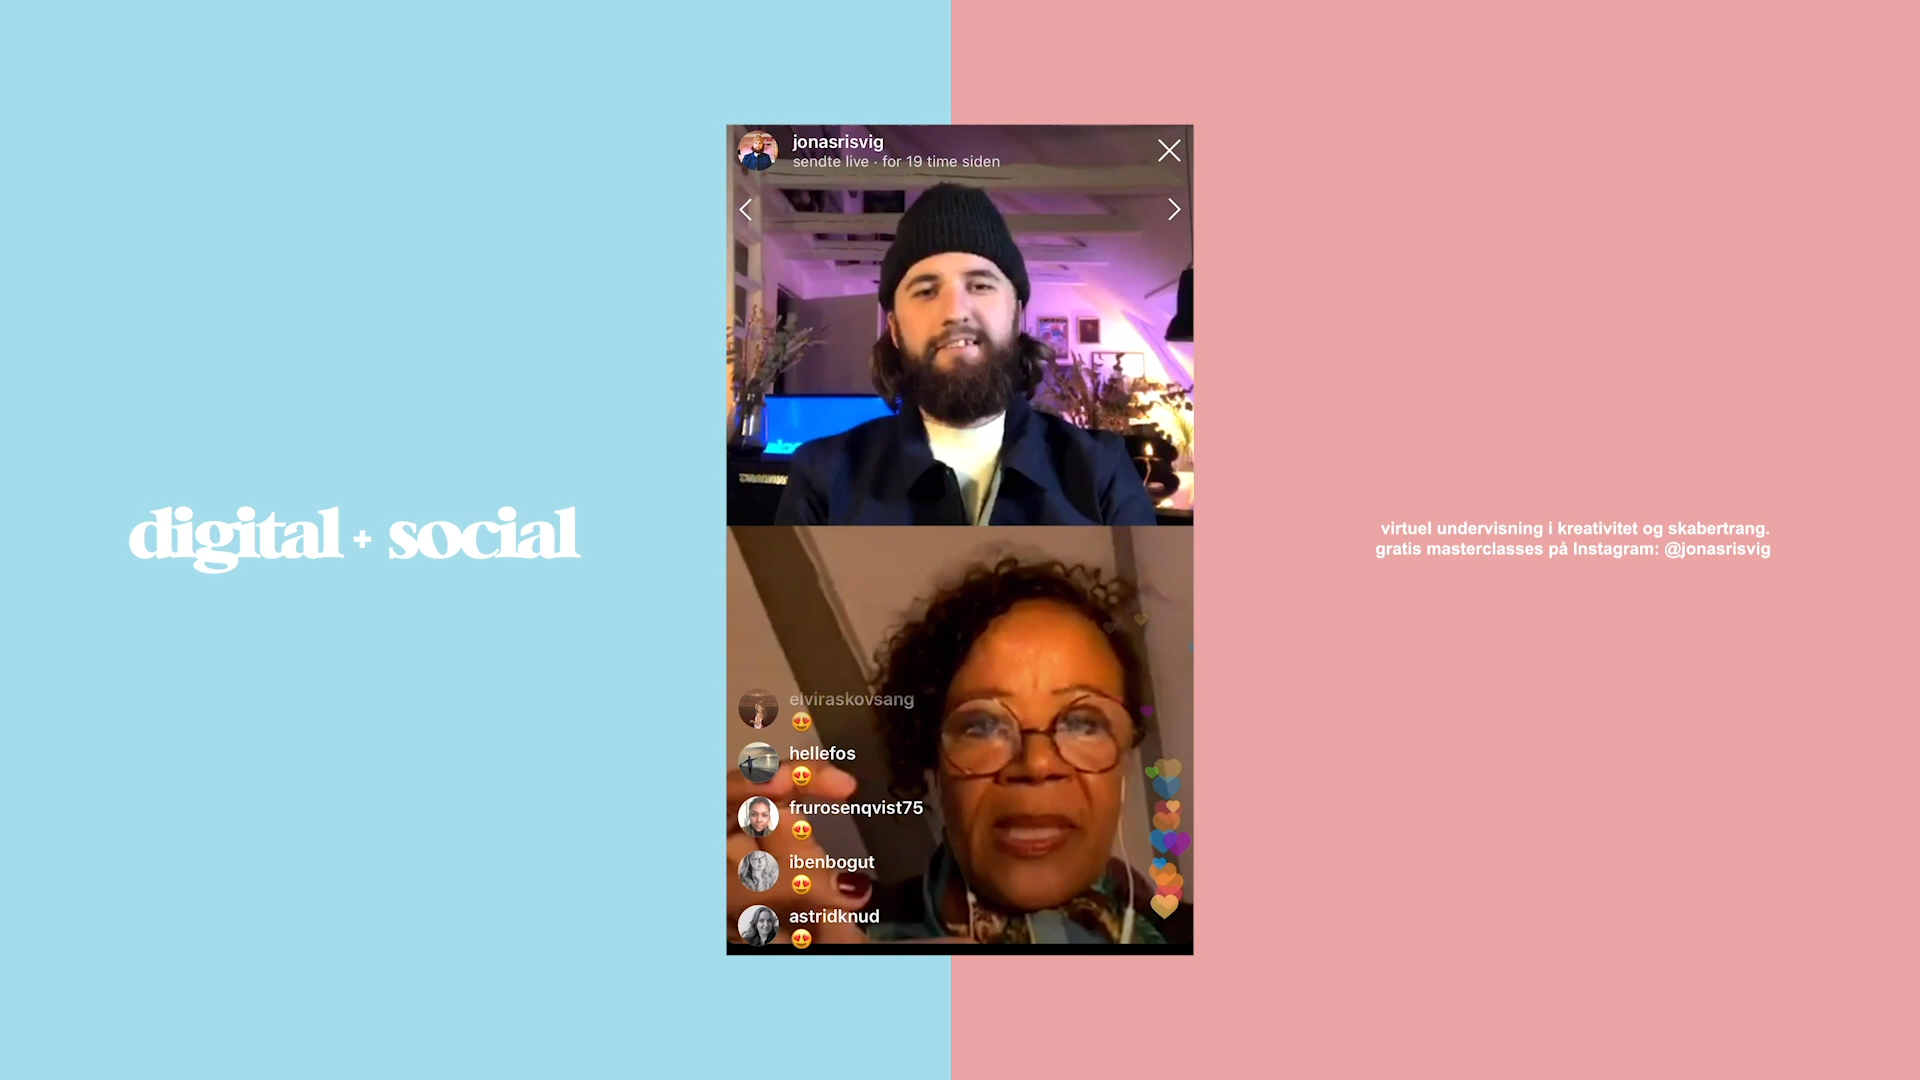 digital + social
jonasrisvig
sendte live · for 19 time siden
elviraskovsang
😍
hellefos
😍
frurosenqvist75
😍
ibenbogut
😍
astridknud
😍
virtuel undervisning i kreativitet og skabertrang.
gratis masterclasses på Instagram: @jonasrisvig